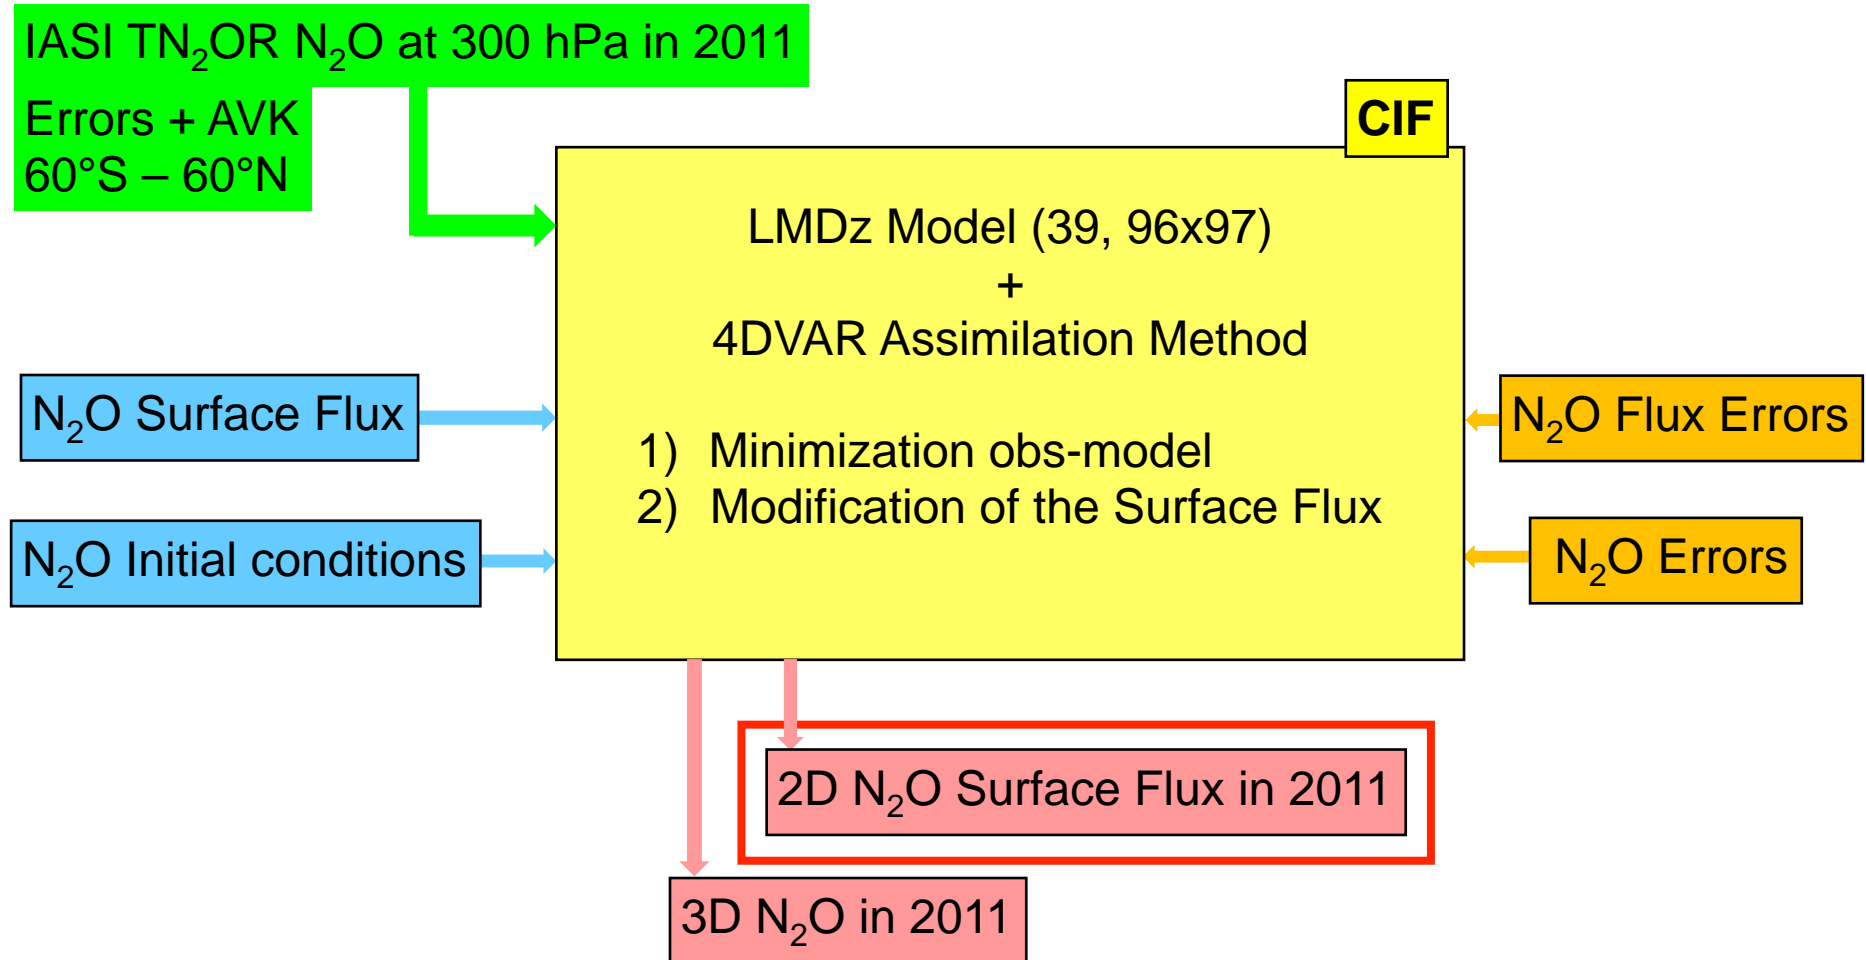 IASI TN₂OR N₂O at 300 hPa in 2011
Errors + AVK
60°S – 60°N
CIF
LMDz Model (39, 96x97)
+
4DVAR Assimilation Method
1) Minimization obs-model
2) Modification of the Surface Flux
N₂O Surface Flux
N₂O Initial conditions
N₂O Flux Errors
N₂O Errors
2D N₂O Surface Flux in 2011
3D N₂O in 2011